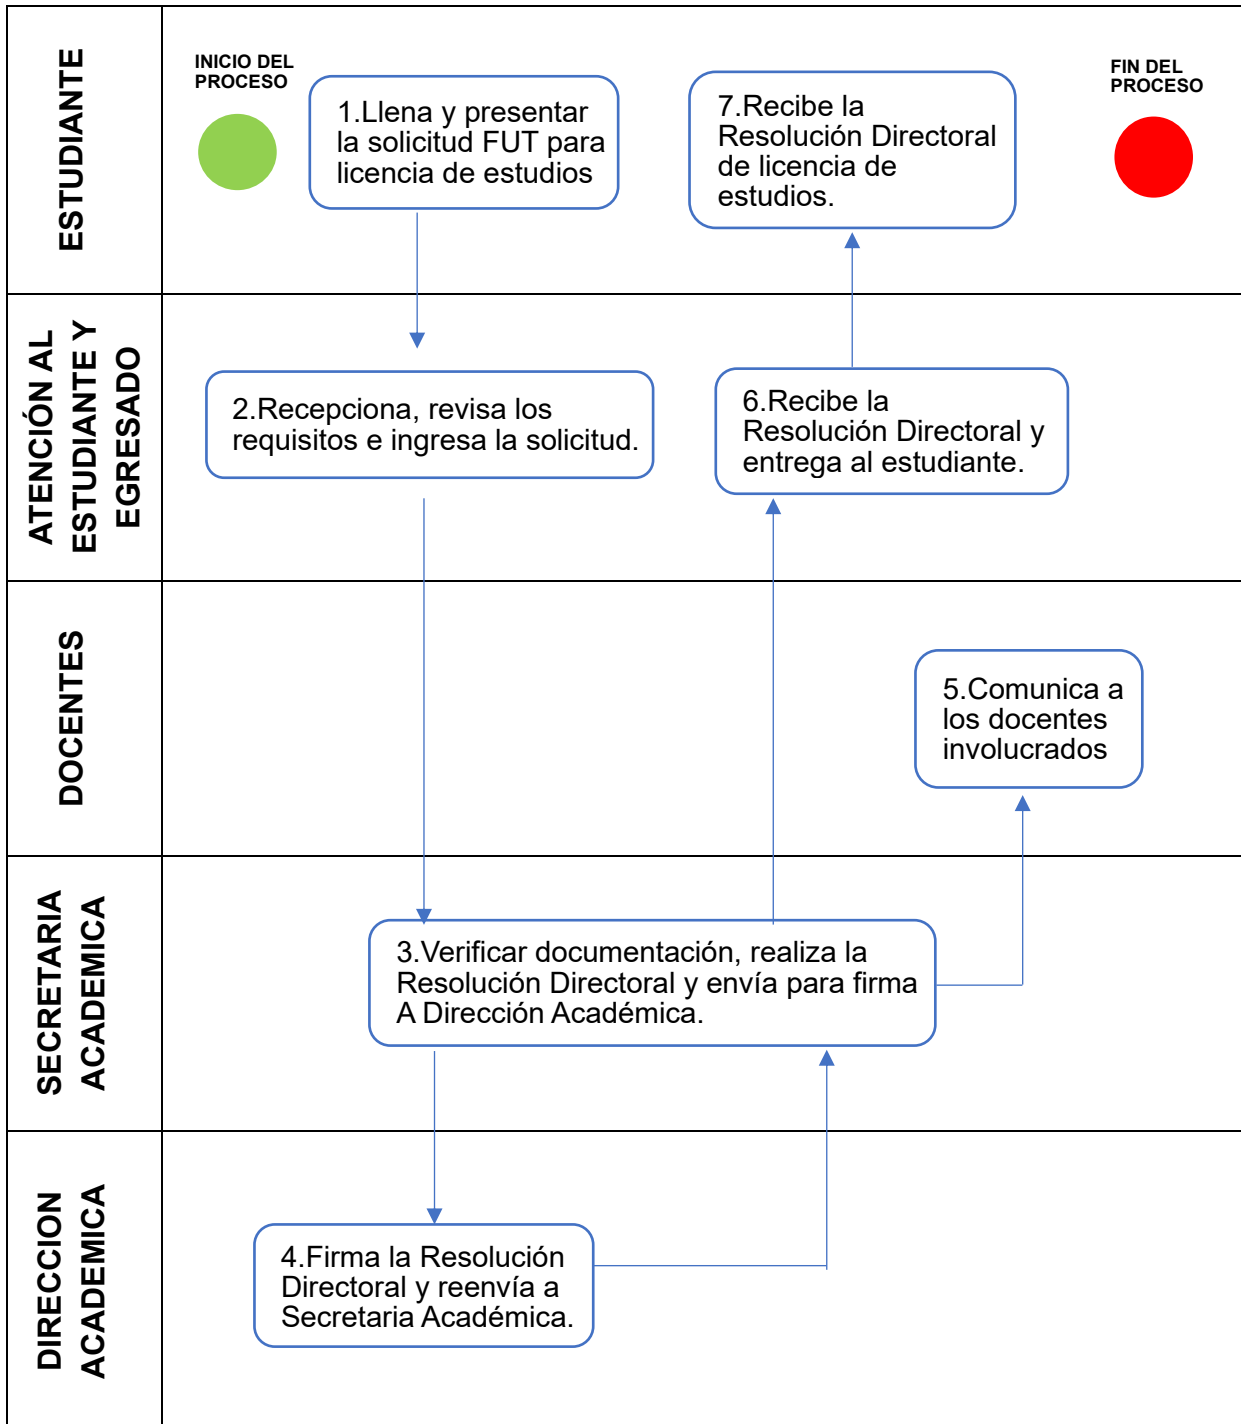 ESTUDIANTE
INICIO DEL
PROCESO
1.Llena y presentar
la solicitud FUT para
licencia de estudios
7.Recibe la
Resolución Directoral
de licencia de
estudios.
FIN DEL
PROCESO
ATENCIÓN AL
ESTUDIANTE Y
EGRESADO
2.Recepciona, revisa los
requisitos e ingresa la solicitud.
6.Recibe la
Resolución Directoral y
entrega al estudiante.
DOCENTES
5.Comunica a
los docentes
involucrados
SECRETARIA
ACADEMICA
3.Verificar documentación, realiza la
Resolución Directoral y envía para firma
A Dirección Académica.
DIRECCION
ACADEMICA
4.Firma la Resolución
Directoral y reenvía a
Secretaria Académica.